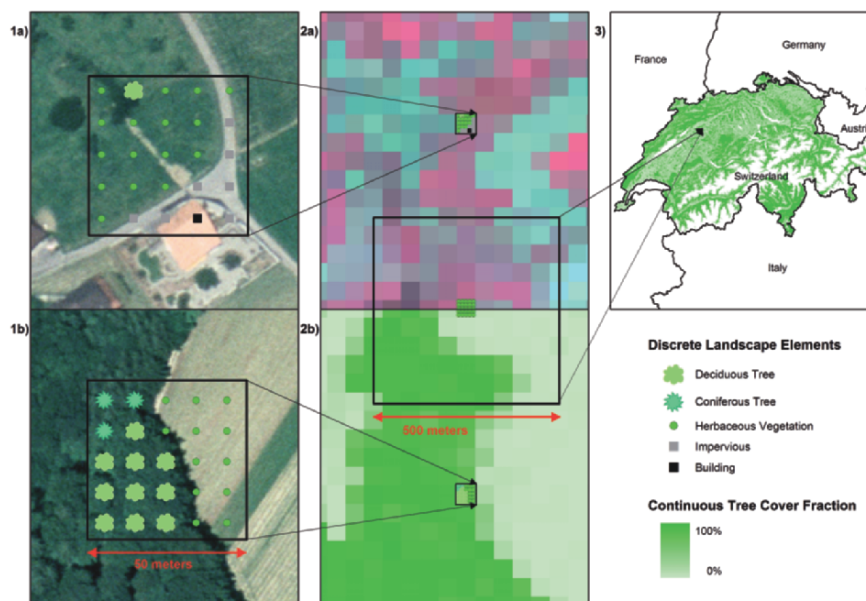 1a)
2a)
3)
France
Germany
Austri
Switzerland
Italy
1b)
2b)
500 meters
50 meters
Discrete Landscape Elements
Deciduous Tree
Coniferous Tree
Herbaceous Vegetation
Impervious
Building
Continuous Tree Cover Fraction
100%
0%